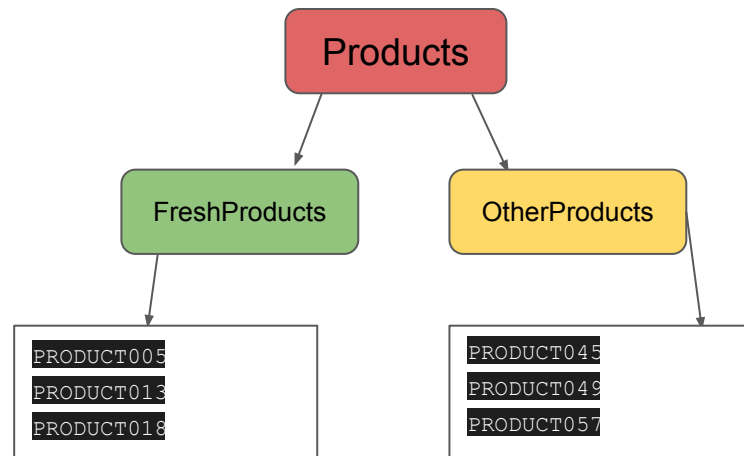 Products
FreshProducts
OtherProducts
PRODUCT005
PRODUCT013
PRODUCT018
PRODUCT045
PRODUCT049
PRODUCT057